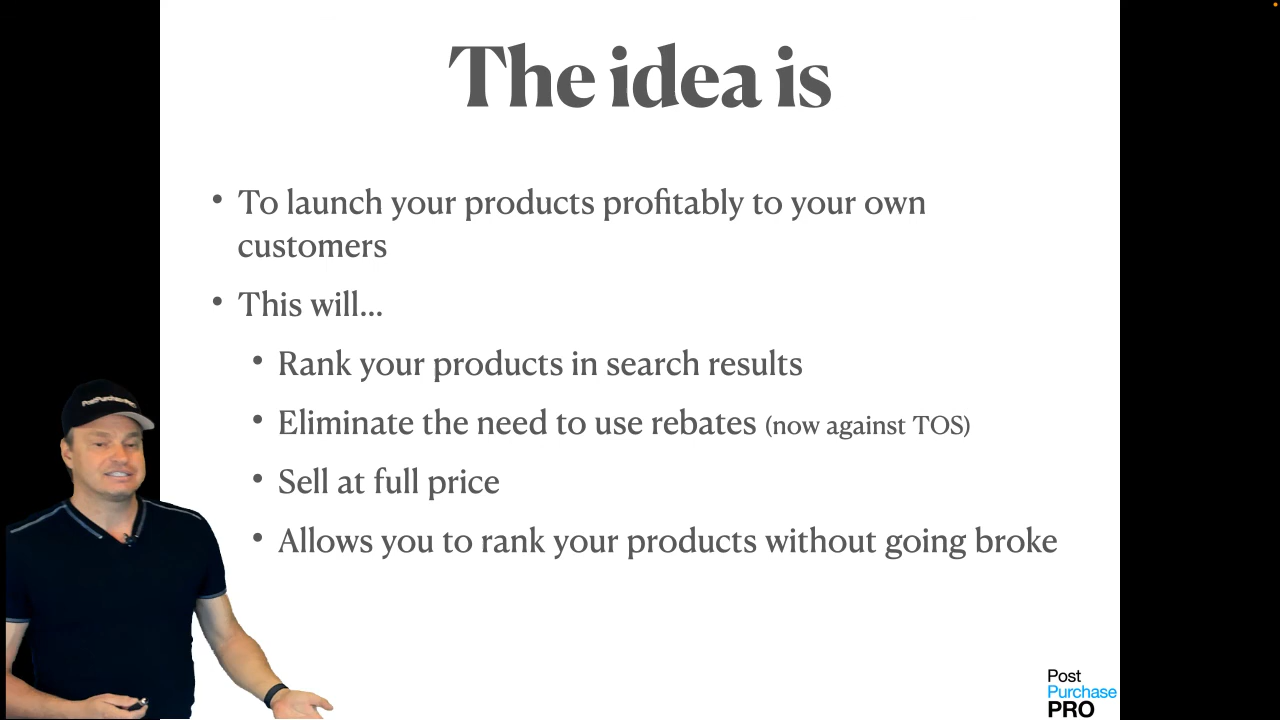 The idea is
• To launch your products profitably to your own
customers
• This will...
• Rank your products in search results
• Eliminate the need to use rebates (now against TOS)
• Sell at full price
• Allows you to rank your products without going broke
Post
Purchase
PRO